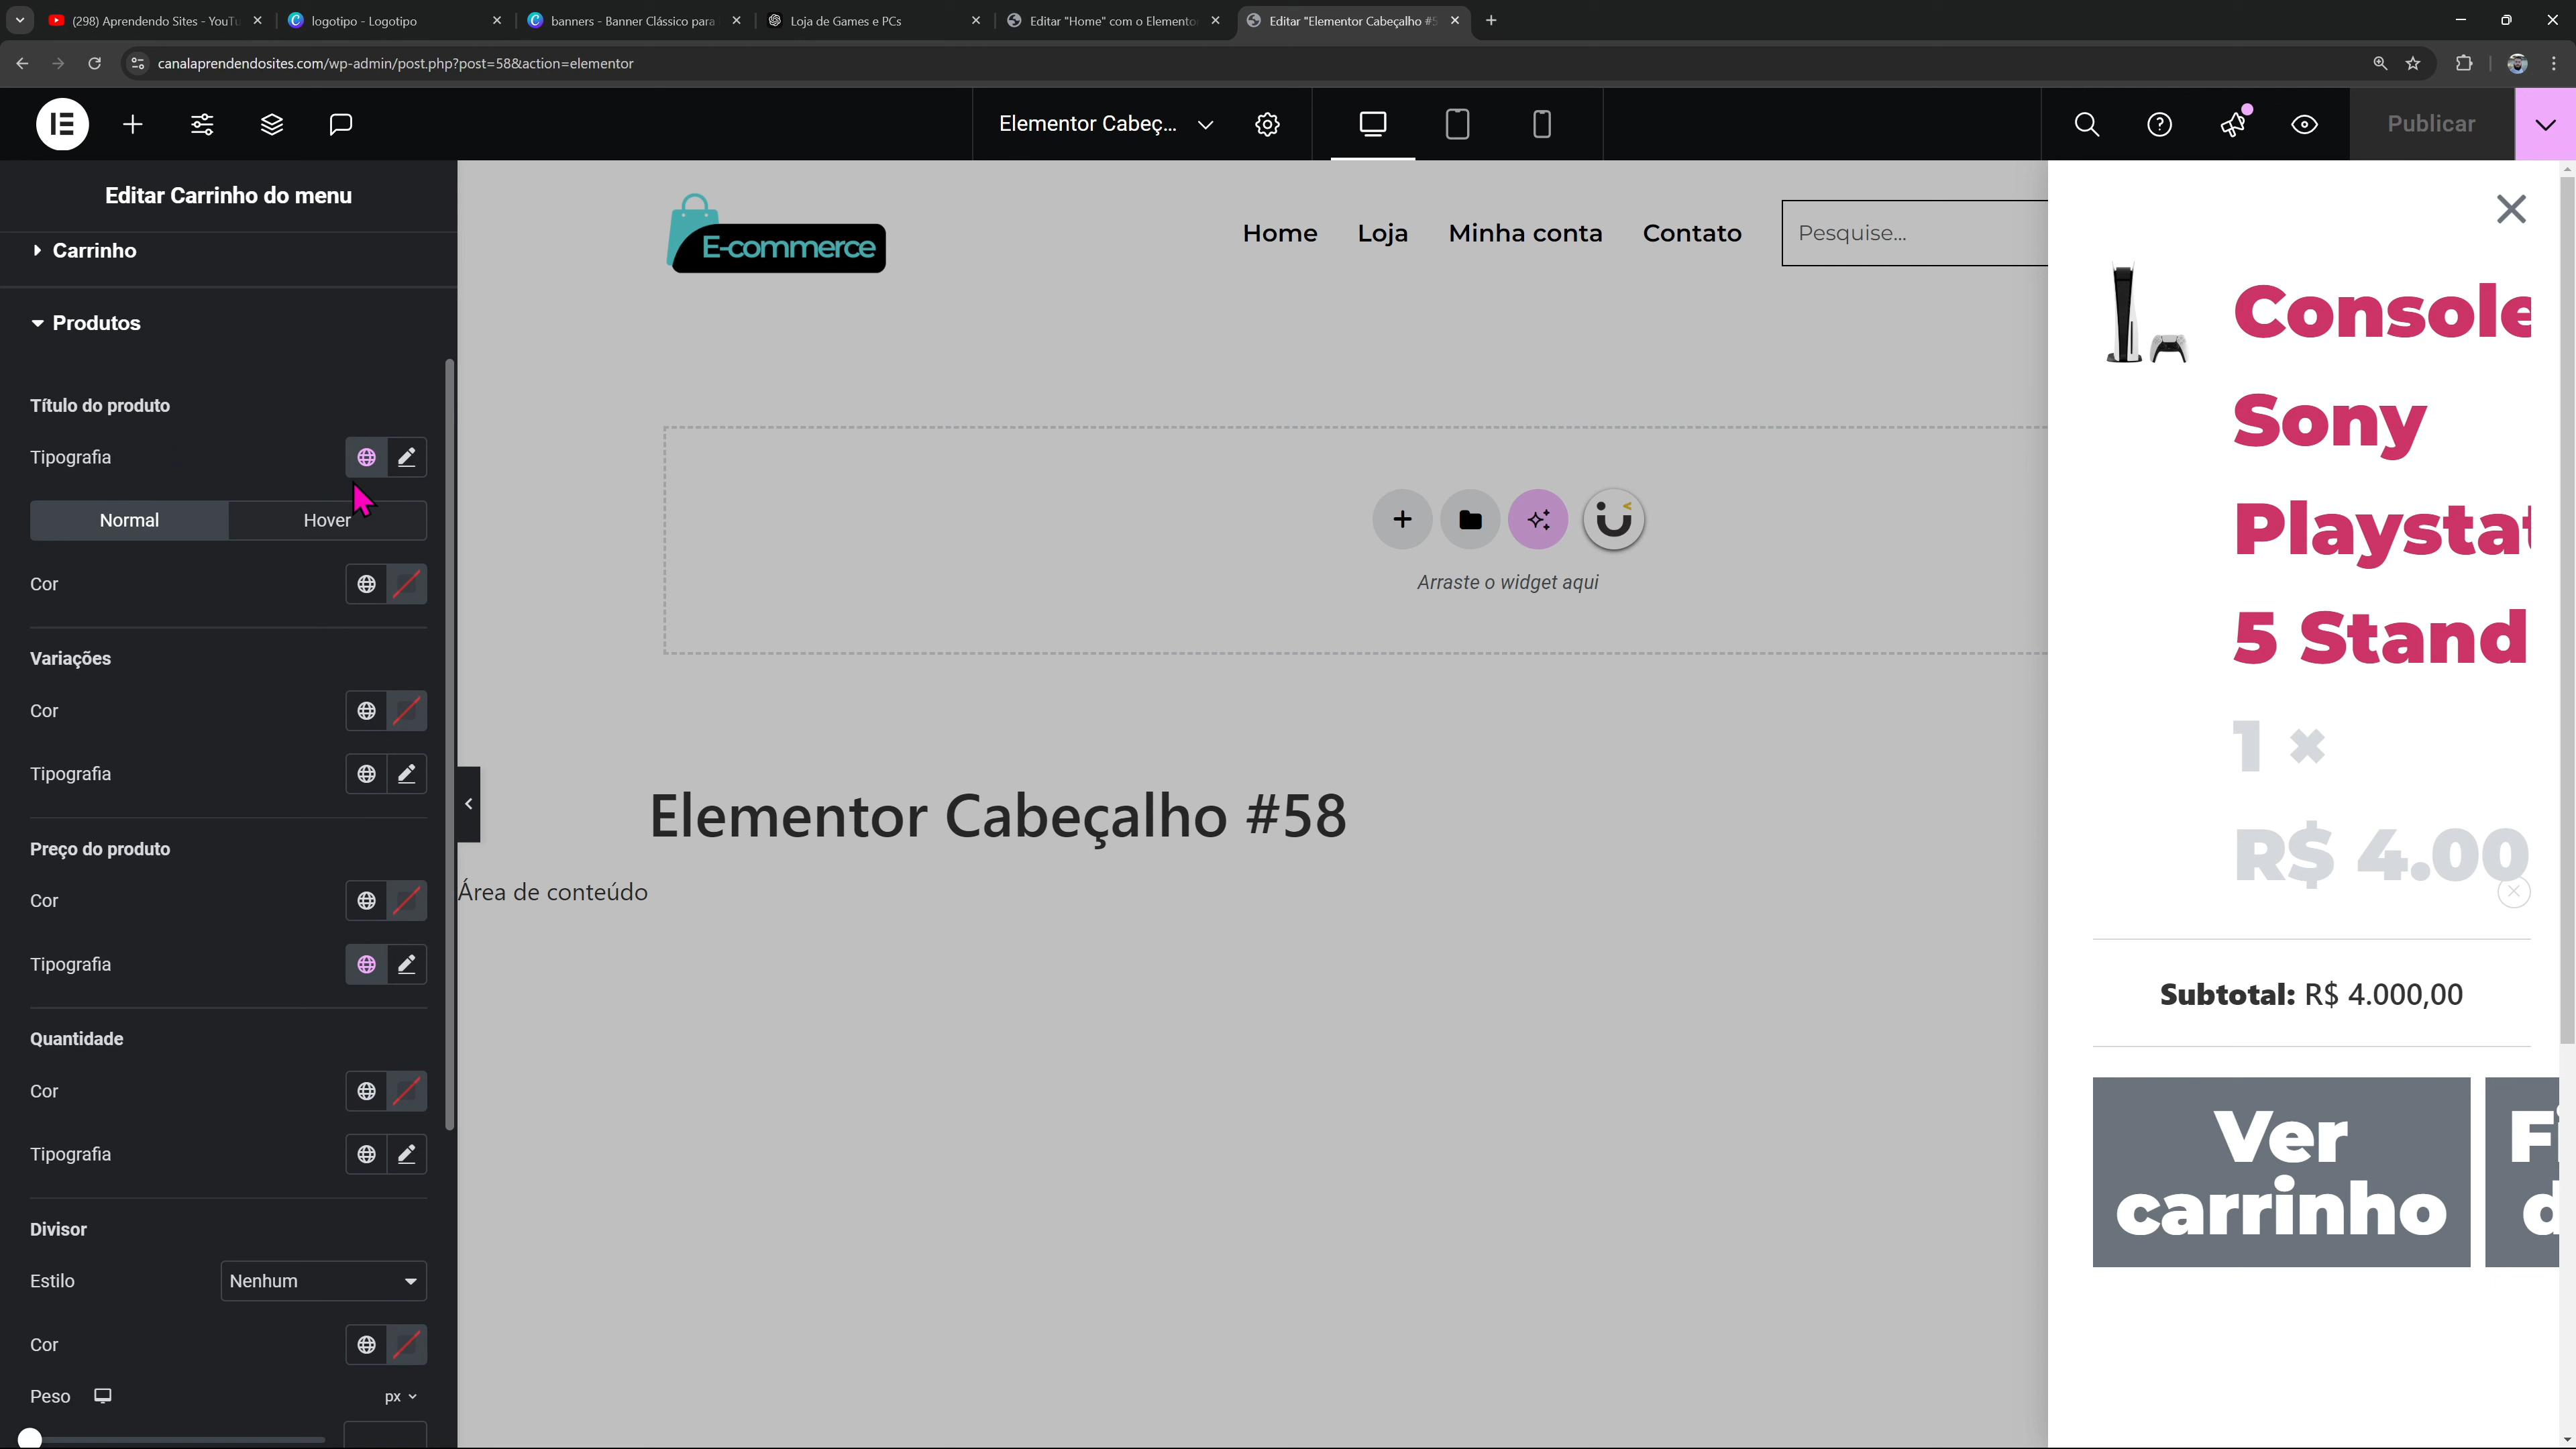 (298) Aprendendo Sites - YouTu
logotipo - Logotipo
banners - Banner Clássico para
Loja de Games e PCs
Editar "Home" com o Elemento
Editar "Elementor Cabeçalho #5
canalaprendendosites.com/wp-admin/post.php?post=58&action=elementor
Elementor Cabeç...
Publicar
Editar Carrinho do menu
Carrinho
Produtos
Título do produto
Tipografia
Normal
Hover
Cor
Variações
Cor
Tipografia
Preço do produto
Cor
Tipografia
Quantidade
Cor
Tipografia
Divisor
Estilo
Nenhum
Cor
Peso
px
E-commerce
Home
Loja
Minha conta
Contato
Pesquise...
Arraste o widget aqui
Elementor Cabeçalho #58
Área de conteúdo
Console
Sony
Playstat
5 Stand
1 ×
R$ 4.00
Subtotal: R$ 4.000,00
Ver
carrinho
Fi
d